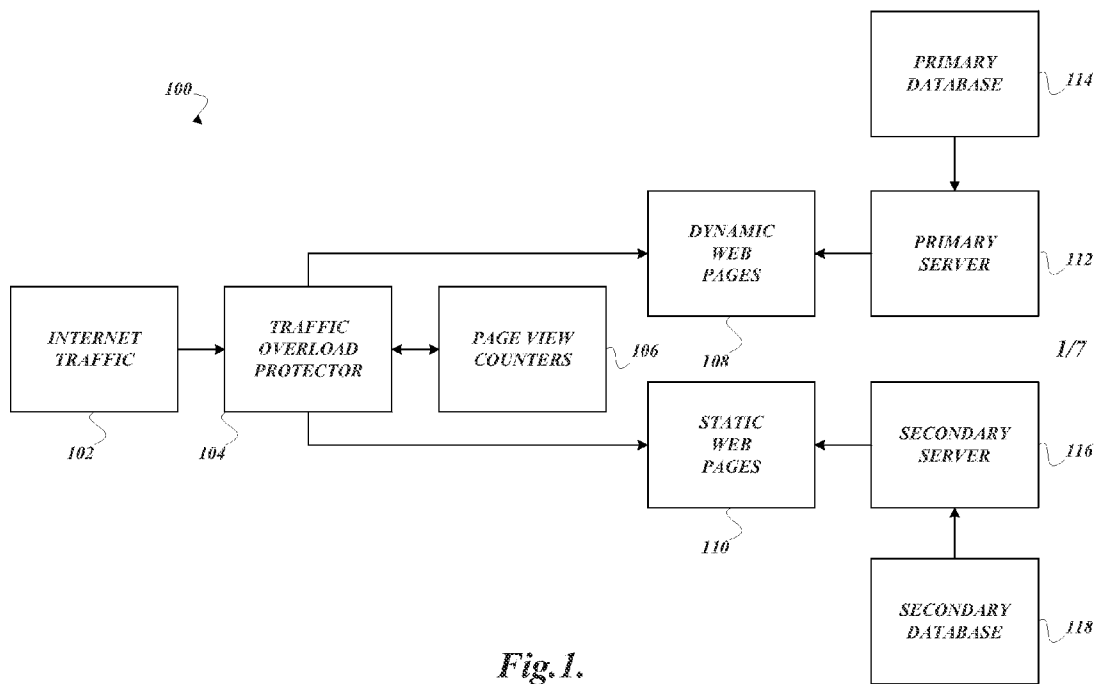 PRIMARY
DATABASE
114
100
DYNAMIC
WEB
PAGES
108
PRIMARY
SERVER
112
INTERNET
TRAFFIC
102
TRAFFIC
OVERLOAD
PROTECTOR
104
PAGE VIEW
COUNTERS
106
1/7
STATIC
WEB
PAGES
110
SECONDARY
SERVER
116
SECONDARY
DATABASE
118
Fig.1.